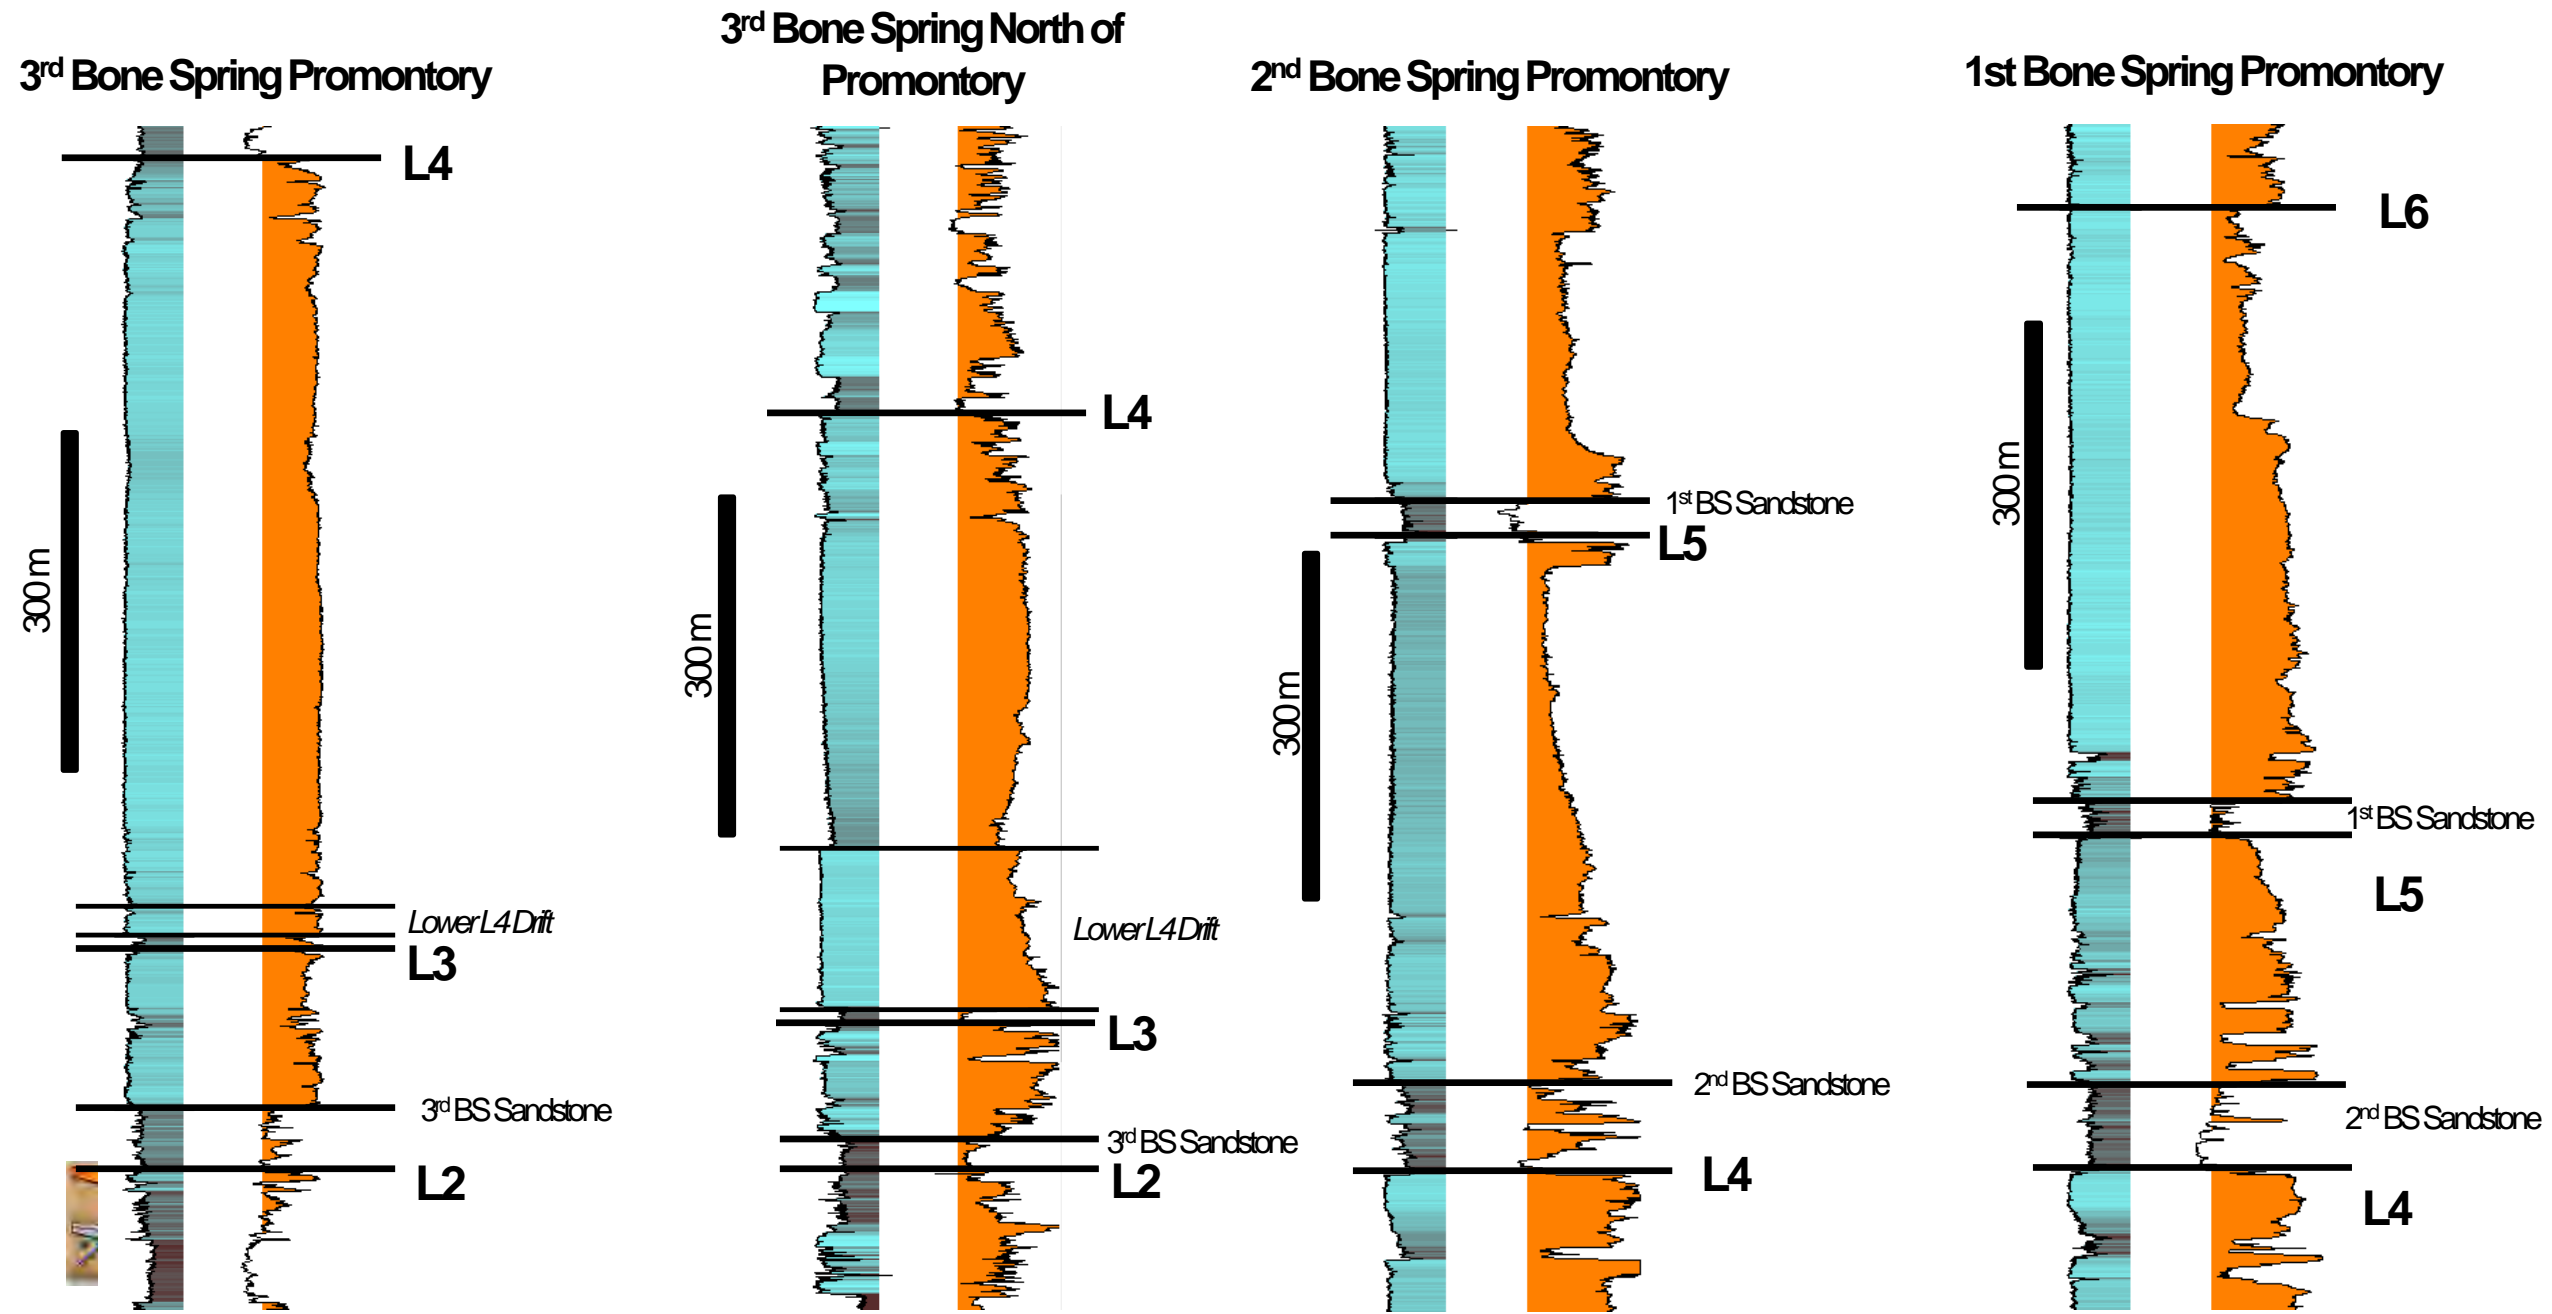 3rd Bone Spring Promontory
L4
300 m
Lower L4 Drift
L3
3rd BS Sandstone
L2
3rd Bone Spring North of
Promontory
L4
300 m
Lower L4 Drift
L3
3rd BS Sandstone
L2
2nd Bone Spring Promontory
1st BS Sandstone
L5
300 m
2nd BS Sandstone
L4
1st Bone Spring Promontory
L6
300 m
1st BS Sandstone
L5
2nd BS Sandstone
L4